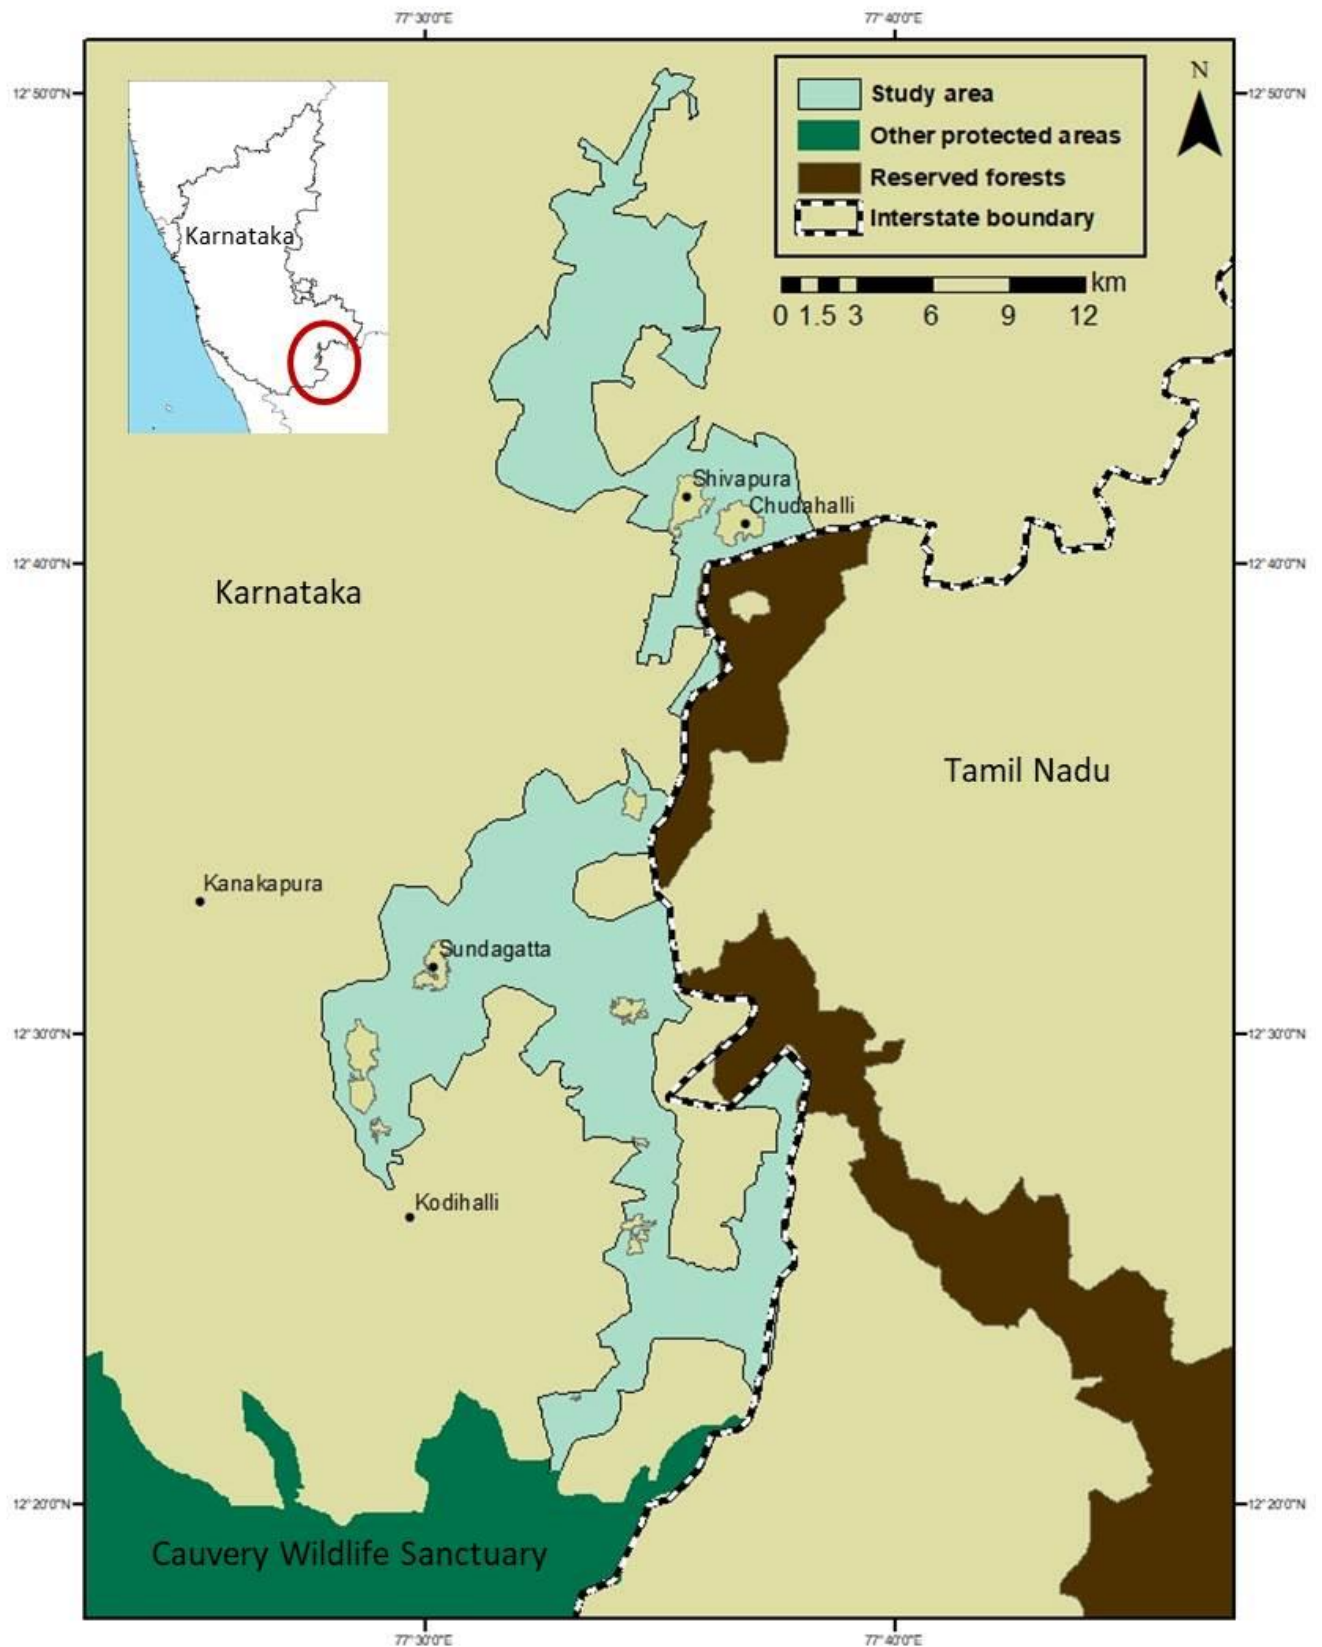 77°30'0"E
77°40'0"E
12°50'0"N
12°50'0"N
N
Study area
Other protected areas
Reserved forests
Interstate boundary
km
0 1.5 3 6 9 12
Karnataka
Shivapura
Chudahalli
12°40'0"N
12°40'0"N
Karnataka
Tamil Nadu
Kanakapura
Sundagatta
12°30'0"N
12°30'0"N
Kodihalli
12°20'0"N
12°20'0"N
Cauvery Wildlife Sanctuary
77°30'0"E
77°40'0"E